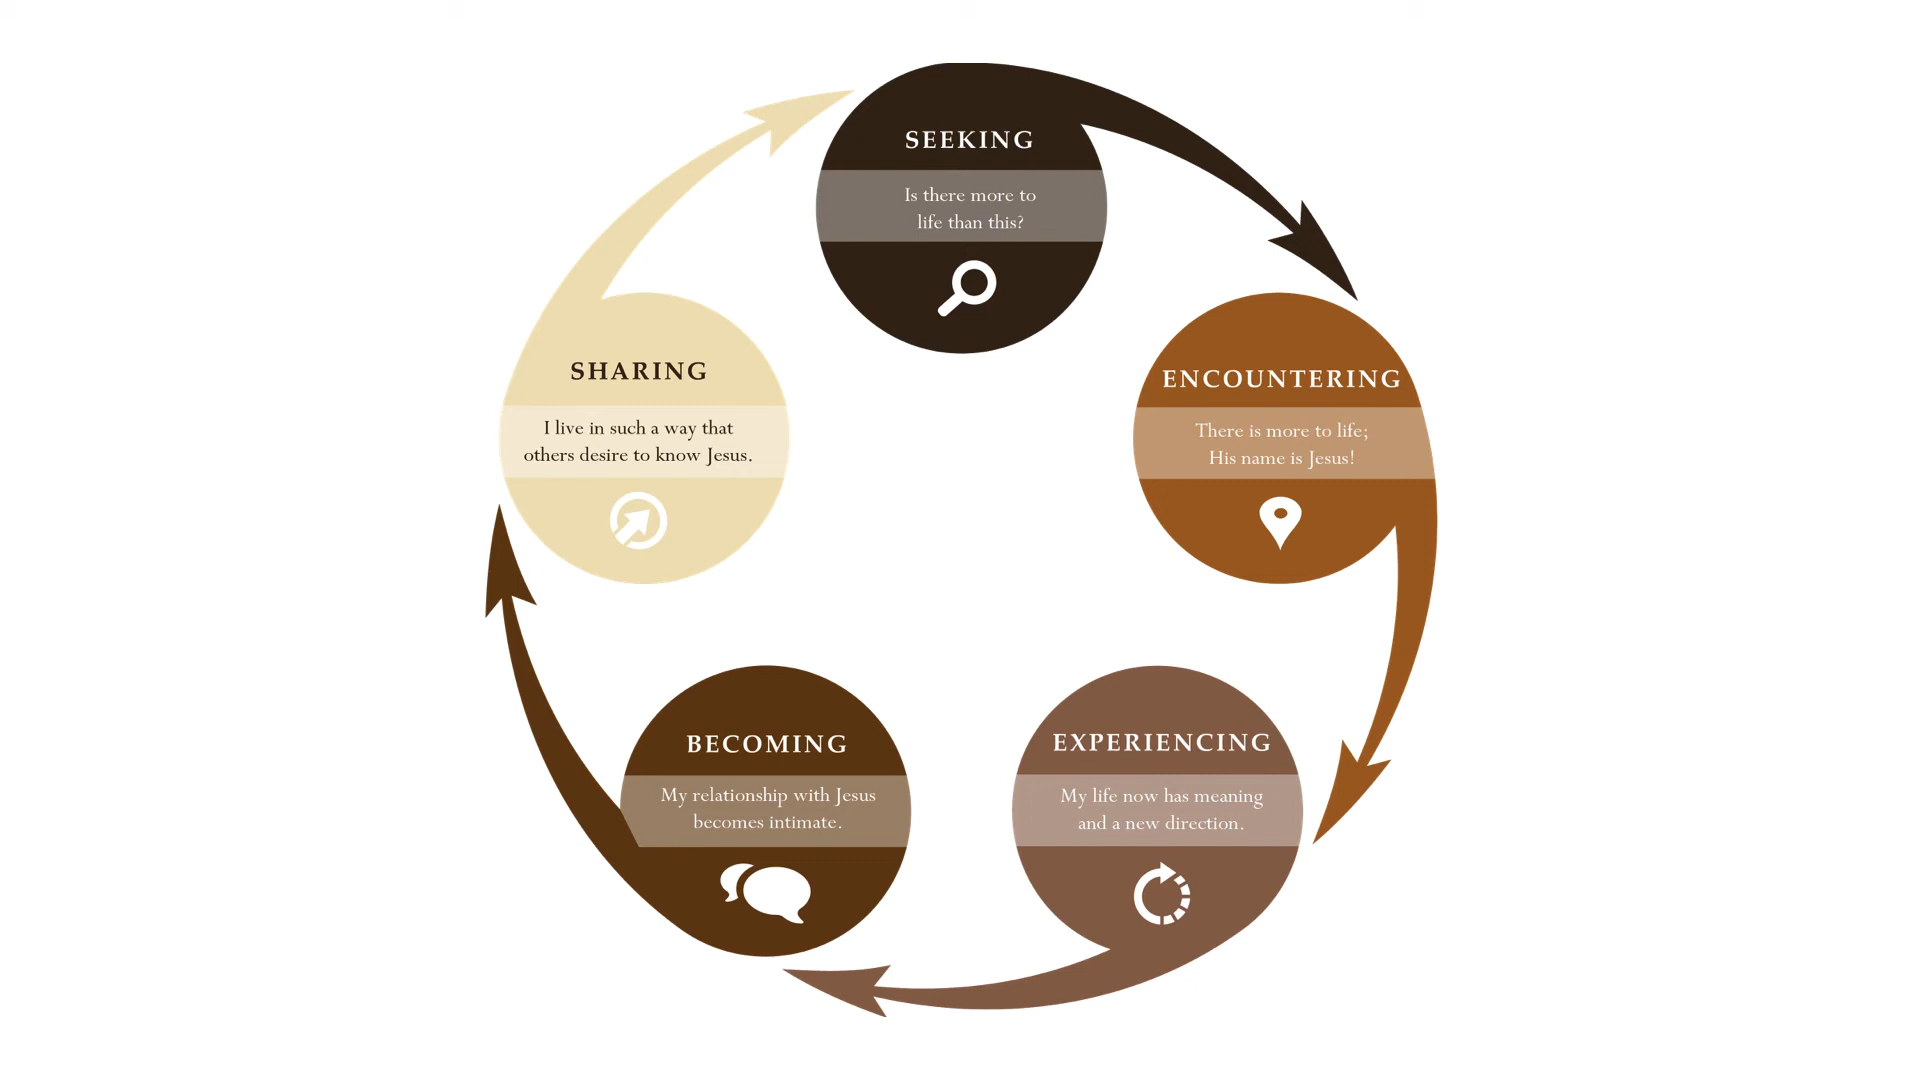 SEEKING
Is there more to
life than this?
ENCOUNTERING
There is more to life;
His name is Jesus!
EXPERIENCING
My life now has meaning
and a new direction.
BECOMING
My relationship with Jesus
becomes intimate.
SHARING
I live in such a way that
others desire to know Jesus.